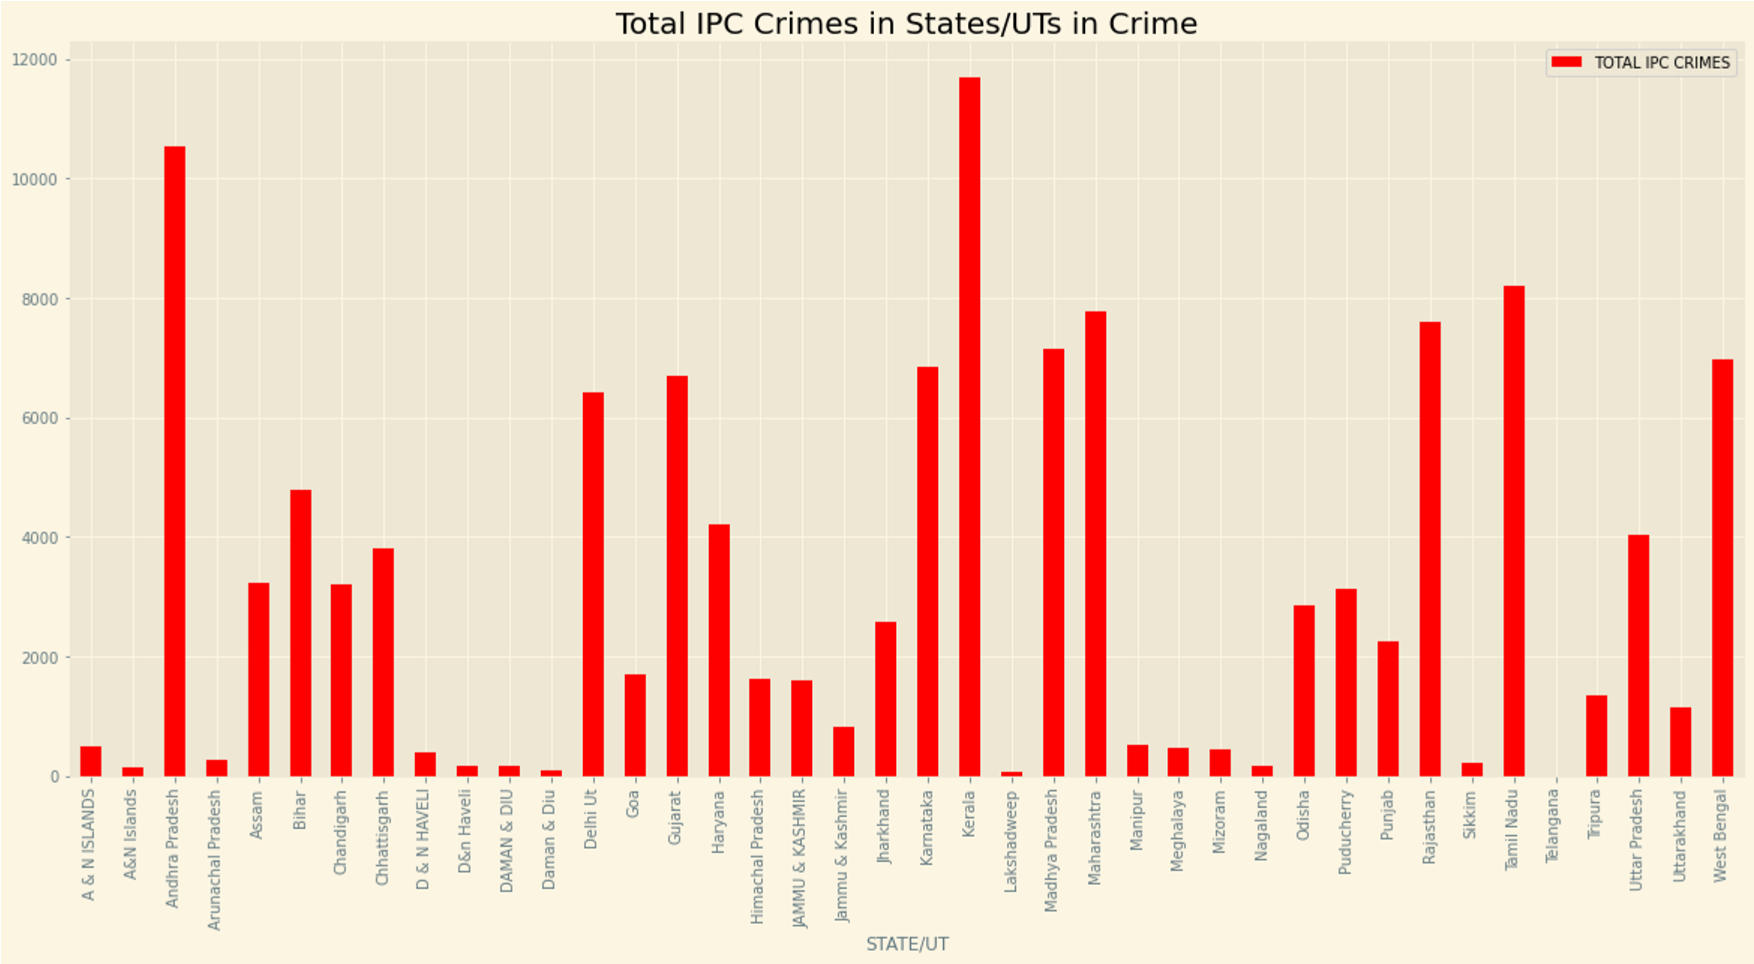 Total IPC Crimes in States/UTs in Crime
TOTAL IPC CRIMES
12000
10000
8000
6000
4000
2000
0
A & N ISLANDS
A&N Islands
Andhra Pradesh
Arunachal Pradesh
Assam
Bihar
Chandigarh
Chhattisgarh
D & N HAVELI
D&n Haveli
DAMAN & DIU
Daman & Diu
Delhi Ut
Goa
Gujarat
Haryana
Himachal Pradesh
JAMMU & KASHMIR
Jammu & Kashmir
Jharkhand
Karnataka
Kerala
Lakshadweep
Madhya Pradesh
Maharashtra
Manipur
Meghalaya
Mizoram
Nagaland
Odisha
Puducherry
Punjab
Rajasthan
Sikkim
Tamil Nadu
Telangana
Tripura
Uttar Pradesh
Uttarakhand
West Bengal
STATE/UT